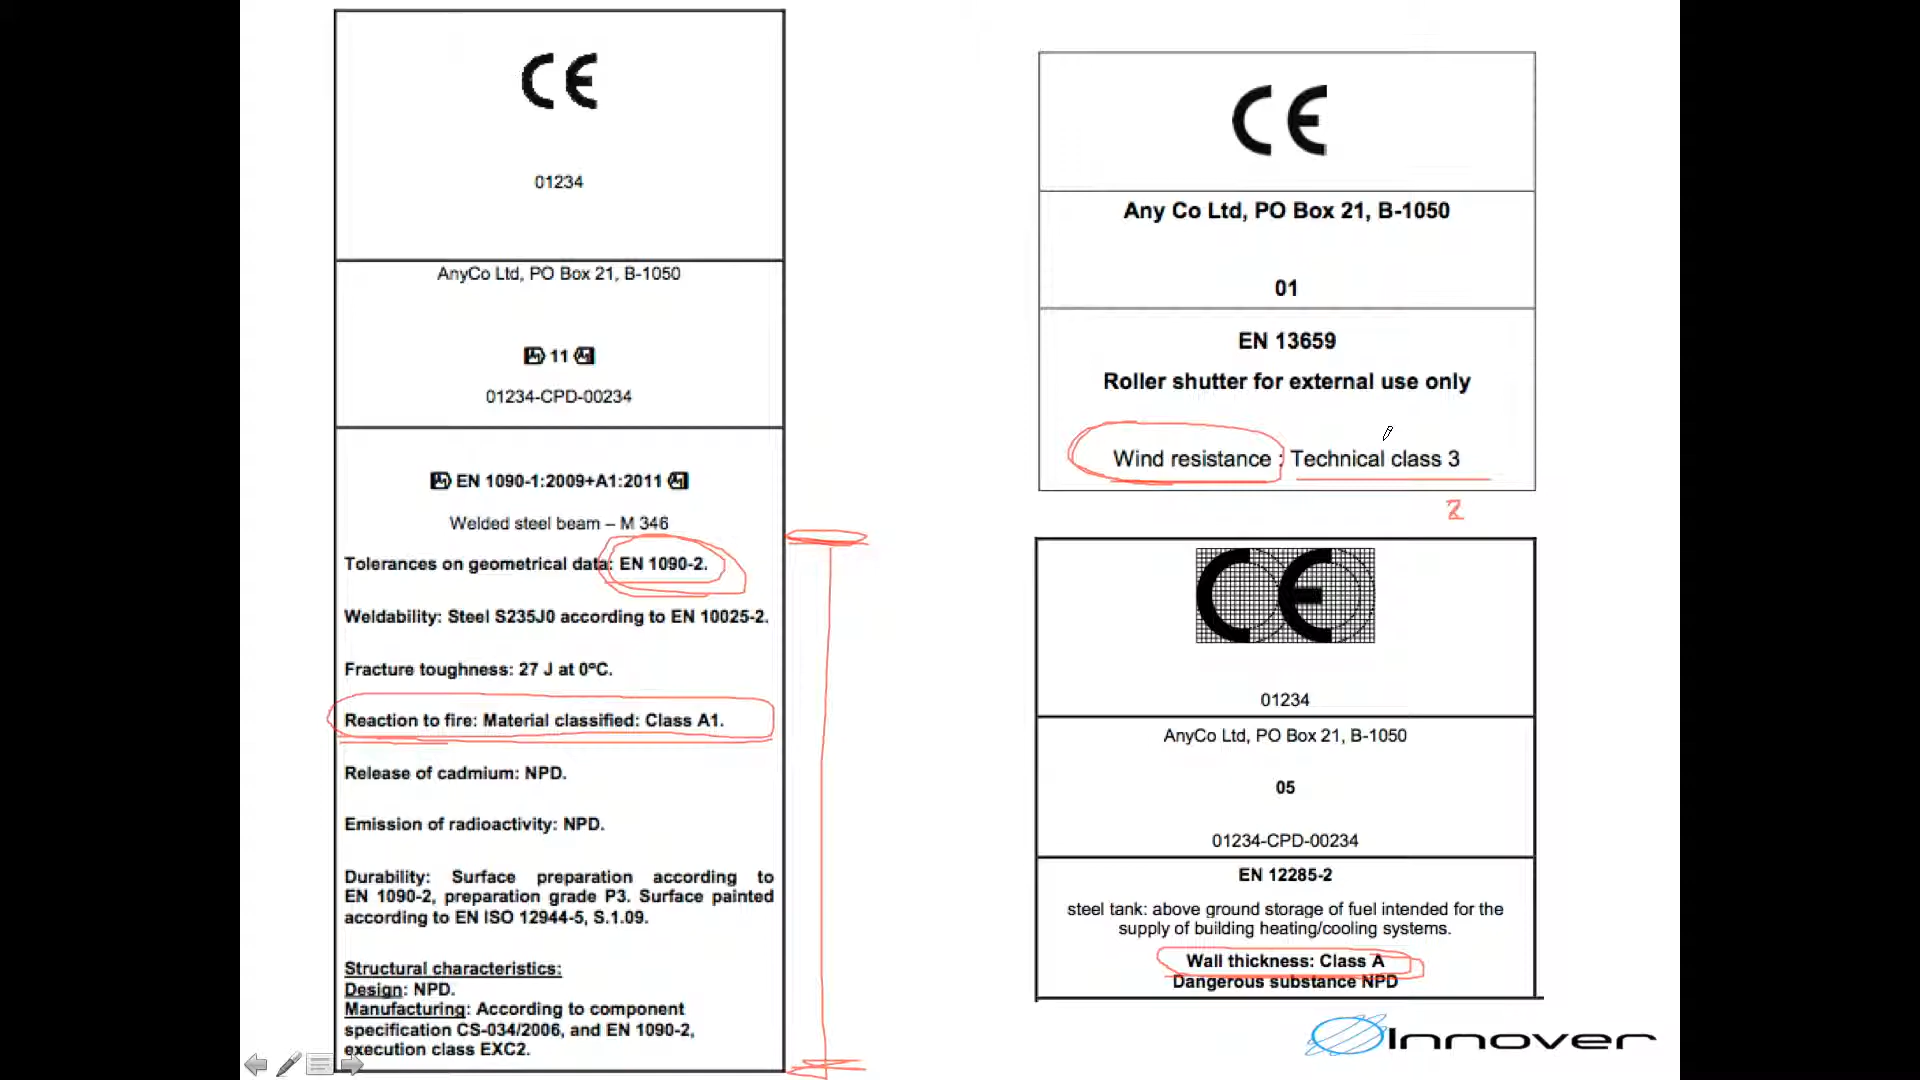 CE
01234
AnyCo Ltd, PO Box 21, B-1050
A1 11 A1
01234-CPD-00234
A1 EN 1090-1:2009+A1:2011 A1
Welded steel beam – M 346
Tolerances on geometrical data: EN 1090-2.
Weldability: Steel S235J0 according to EN 10025-2.
Fracture toughness: 27 J at 0ºC.
Reaction to fire: Material classified: Class A1.
Release of cadmium: NPD.
Emission of radioactivity: NPD.
Durability: Surface preparation according to
EN 1090-2, preparation grade P3. Surface painted
according to EN ISO 12944-5, S.1.09.
Structural characteristics:
Design: NPD.
Manufacturing: According to component
specification CS-034/2006, and EN 1090-2,
execution class EXC2.
CE
Any Co Ltd, PO Box 21, B-1050
01
EN 13659
Roller shutter for external use only
Wind resistance : Technical class 3
2
CE
01234
AnyCo Ltd, PO Box 21, B-1050
05
01234-CPD-00234
EN 12285-2
steel tank: above ground storage of fuel intended for the
supply of building heating/cooling systems.
Wall thickness: Class A
Dangerous substance NPD
Innover